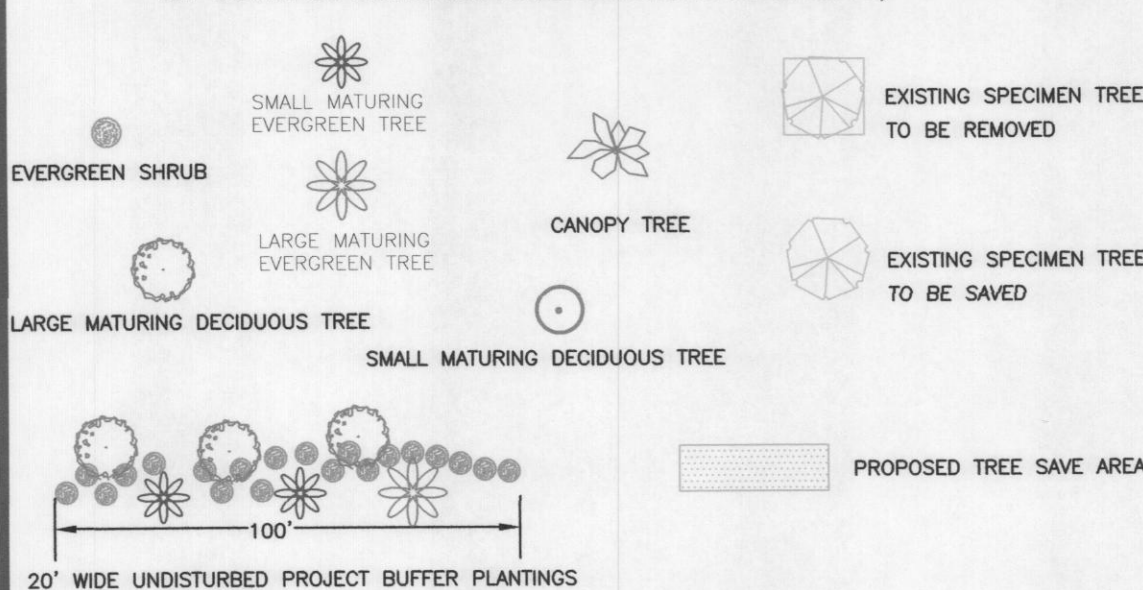 SMALL MATURING
EVERGREEN TREE
EVERGREEN SHRUB
LARGE MATURING
EVERGREEN TREE
LARGE MATURING DECIDUOUS TREE
CANOPY TREE
SMALL MATURING DECIDUOUS TREE
EXISTING SPECIMEN TREE
TO BE REMOVED
EXISTING SPECIMEN TREE
TO BE SAVED
PROPOSED TREE SAVE AREA
100'
20' WIDE UNDISTURBED PROJECT BUFFER PLANTINGS